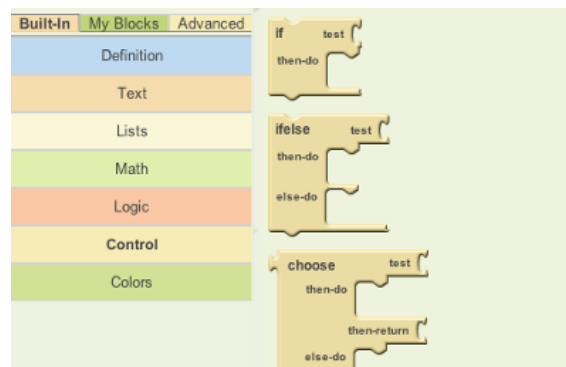 Built-In My Blocks Advanced
Definition
Text
Lists
Math
Logic
Control
Colors
if test
then-do
ifelse test
then-do
else-do
choose test
then-do
then-return
else-do